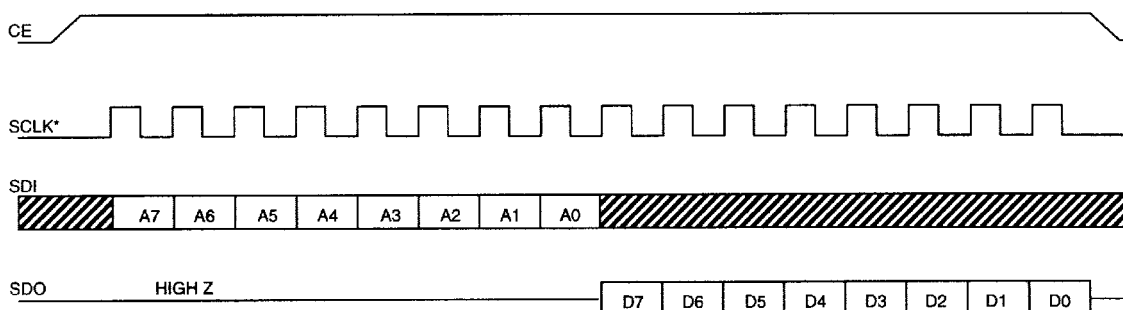 CE
SCLK*
SDI
A7 A6 A5 A4 A3 A2 A1 A0
SDO HIGH Z D7 D6 D5 D4 D3 D2 D1 D0